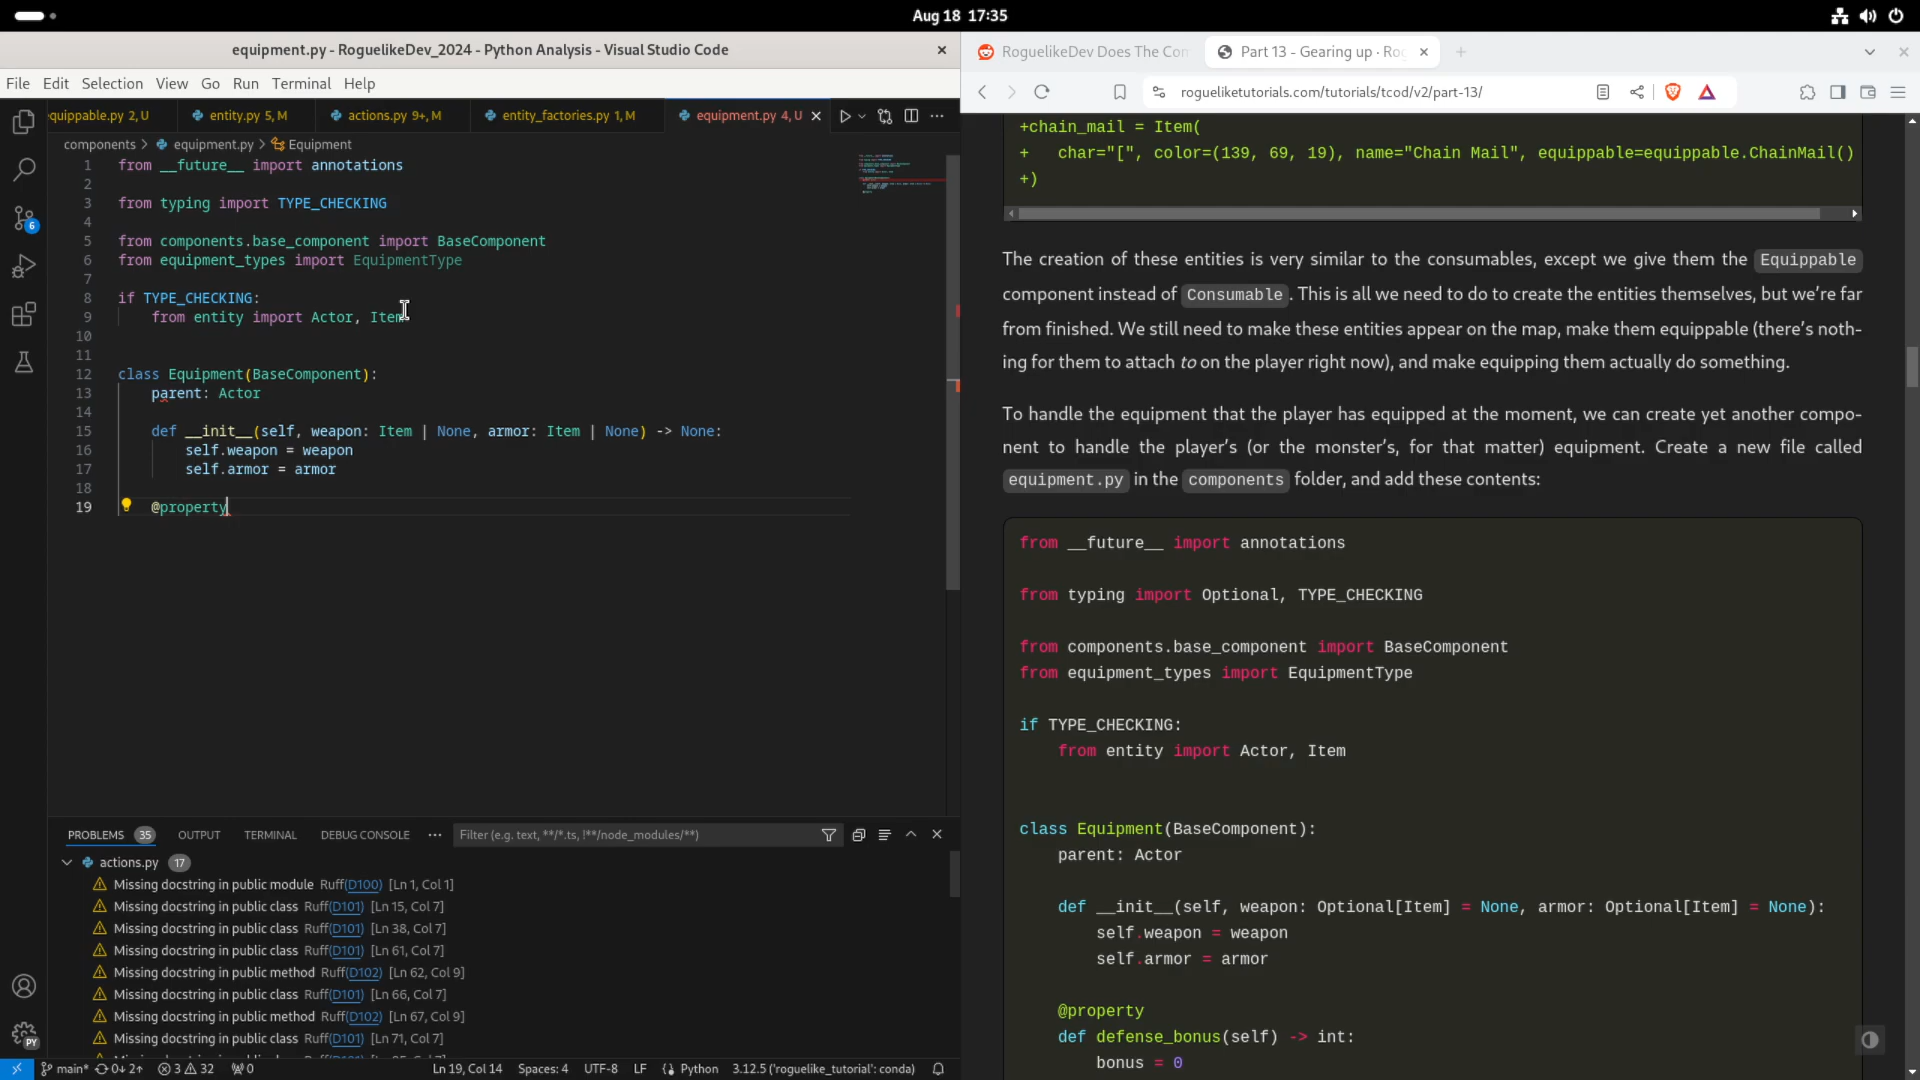 Aug 18 17:35
equipment.py - RoguelikeDev_2024 - Python Analysis - Visual Studio Code
File Edit Selection View Go Run Terminal Help
quippable.py 2, U
entity.py 5, M
actions.py 9+, M
entity_factories.py 1, M
equipment.py 4, U
components > equipment.py > Equipment
1 from __future__ import annotations
2
3 from typing import TYPE_CHECKING
4
5 from components.base_component import BaseComponent
6 from equipment_types import EquipmentType
7
8 if TYPE_CHECKING:
9 from entity import Actor, Item
10
11
12 class Equipment(BaseComponent):
13 parent: Actor
14
15 def __init__(self, weapon: Item | None, armor: Item | None) -> None:
16 self.weapon = weapon
17 self.armor = armor
18
19 @property
PROBLEMS 35 OUTPUT TERMINAL DEBUG CONSOLE ··· Filter (e.g. text, **/*.ts, !**/node_modules/**)
actions.py 17
Missing docstring in public module Ruff(D100) [Ln 1, Col 1]
Missing docstring in public class Ruff(D101) [Ln 15, Col 7]
Missing docstring in public class Ruff(D101) [Ln 38, Col 7]
Missing docstring in public class Ruff(D101) [Ln 61, Col 7]
Missing docstring in public method Ruff(D102) [Ln 62, Col 9]
Missing docstring in public class Ruff(D101) [Ln 66, Col 7]
Missing docstring in public method Ruff(D102) [Ln 67, Col 9]
Missing docstring in public class Ruff(D101) [Ln 71, Col 7]
main* 0↓ 2↑ 3 32 0 Ln 19, Col 14 Spaces: 4 UTF-8 LF Python 3.12.5 ('roguelike_tutorial': conda)
PY
6
RoguelikeDev Does The Com
Part 13 - Gearing up · Rog
rogueliketutorials.com/tutorials/tcod/v2/part-13/
+chain_mail = Item(
+ char="[", color=(139, 69, 19), name="Chain Mail", equippable=equippable.ChainMail()
+)
The creation of these entities is very similar to the consumables, except we give them the Equippable
component instead of Consumable. This is all we need to do to create the entities themselves, but we're far
from finished. We still need to make these entities appear on the map, make them equippable (there's noth-
ing for them to attach to on the player right now), and make equipping them actually do something.
To handle the equipment that the player has equipped at the moment, we can create yet another compo-
nent to handle the player's (or the monster's, for that matter) equipment. Create a new file called
equipment.py in the components folder, and add these contents:
from __future__ import annotations
from typing import Optional, TYPE_CHECKING
from components.base_component import BaseComponent
from equipment_types import EquipmentType
if TYPE_CHECKING:
from entity import Actor, Item
class Equipment(BaseComponent):
parent: Actor
def __init__(self, weapon: Optional[Item] = None, armor: Optional[Item] = None):
self.weapon = weapon
self.armor = armor
@property
def defense_bonus(self) -> int:
bonus = 0